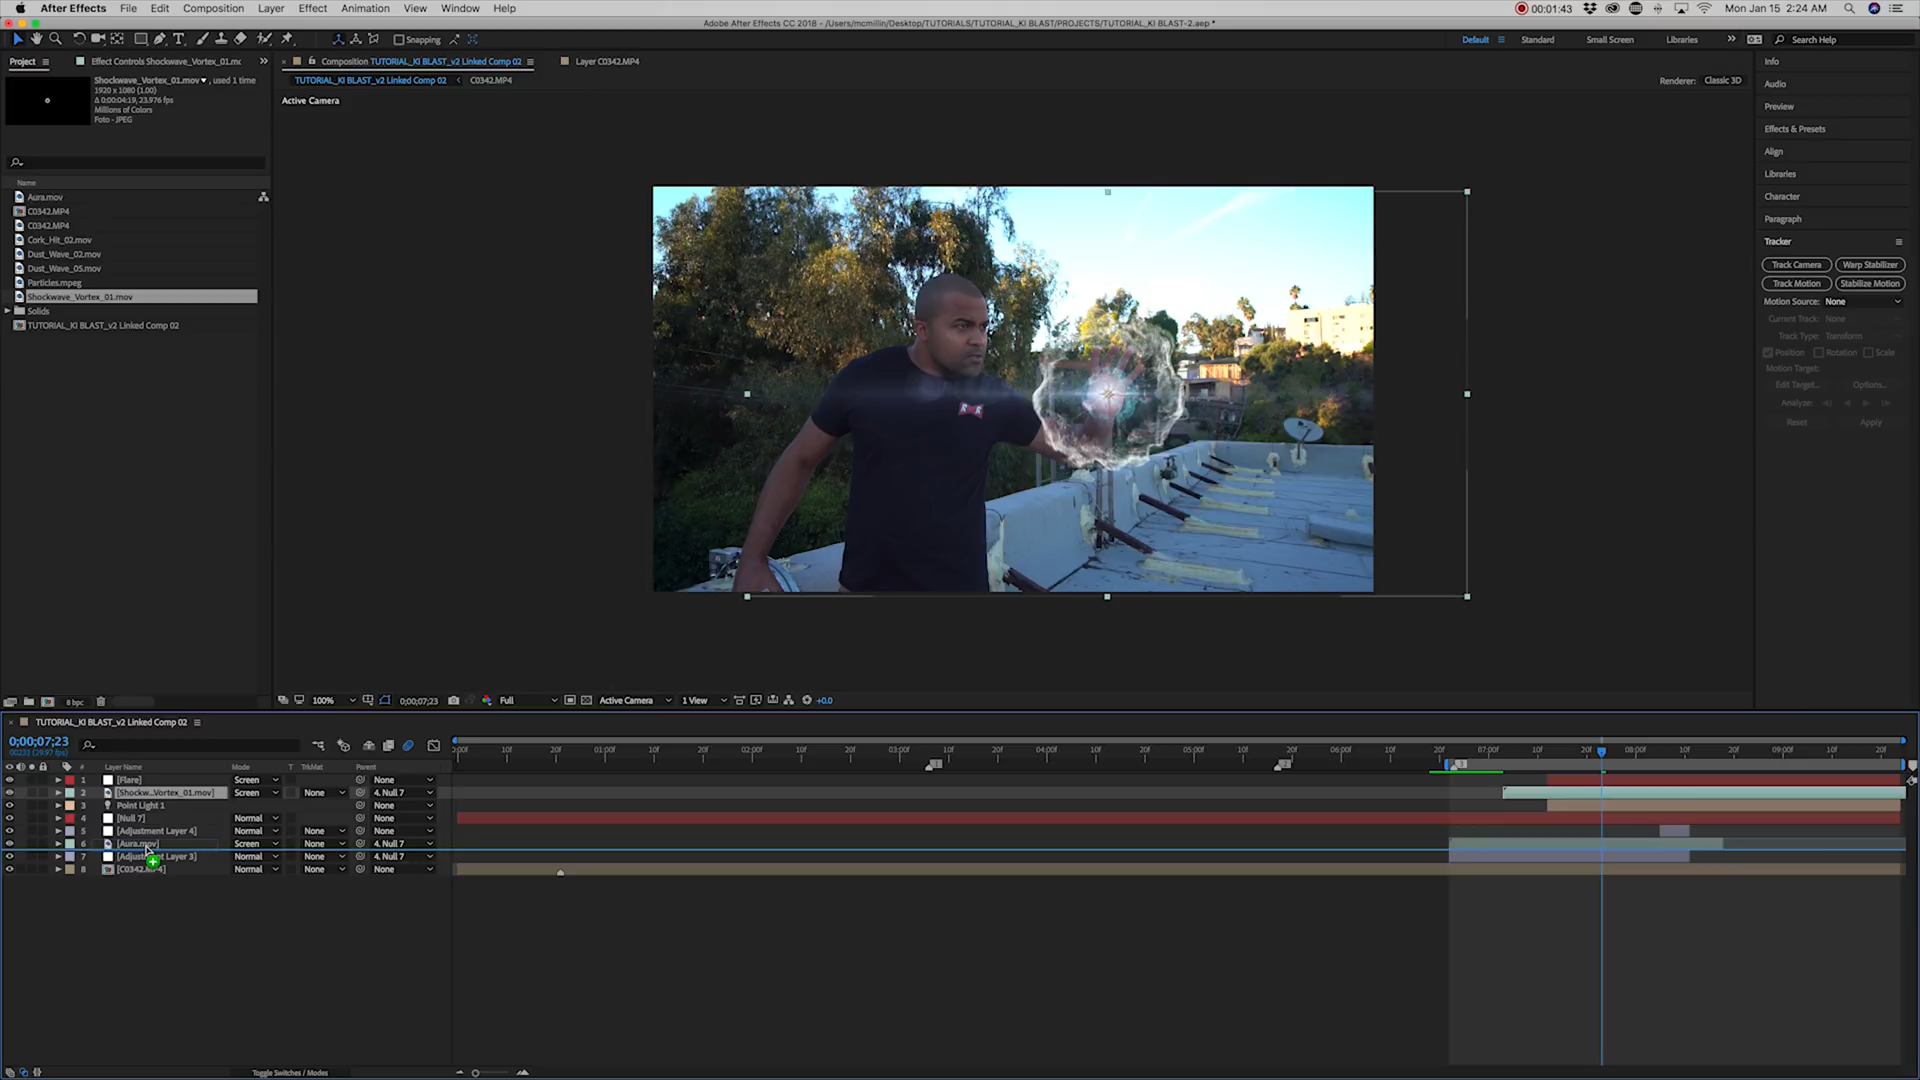 After Effects File Edit Composition Layer Effect Animation View Window Help
00:01:43 Mon Jan 15 2:24 AM
Adobe After Effects CC 2018 - /Users/mcmillin/Desktop/TUTORIALS/TUTORIAL_KI BLAST/PROJECTS/TUTORIAL_KI BLAST-2.aep *
Snapping Default Standard Small Screen Libraries Search Help
Project Effect Controls Shockwave_Vortex_01.mc
Composition TUTORIAL_KI BLAST_v2 Linked Comp 02 Layer C0342.MP4
TUTORIAL_KI BLAST_v2 Linked Comp 02 C0342.MP4
Renderer: Classic 3D
Shockwave_Vortex_01.mov, used 1 time
1920 x 1080 (1.00)
Δ 0:00:04:19, 23.976 fps
Millions of Colors
Foto - JPEG
Active Camera
Name
Aura.mov
C0342.MP4
C0342.MP4
Cork_Hit_02.mov
Dust_Wave_02.mov
Dust_Wave_05.mov
Particles.mpeg
Shockwave_Vortex_01.mov
Solids
TUTORIAL_KI BLAST_v2 Linked Comp 02
R R
Info
Audio
Preview
Effects & Presets
Align
Libraries
Character
Paragraph
Tracker
Track Camera Warp Stabilizer
Track Motion Stabilize Motion
Motion Source: None
Current Track: None
Track Type: Transform
Position Rotation Scale
Motion Target:
Edit Target... Options...
Analyze:
Reset Apply
8 bpc
100% 0;00;07;23 Full Active Camera 1 View +0.0
TUTORIAL_KI BLAST_v2 Linked Comp 02
0;00;07;23
00233 (29.97 fps)
0:00f 10f 20f 01:00f 10f 20f 02:00f 10f 20f 03:00f 10f 20f 04:00f 10f 20f 05:00f 10f 20f 06:00f 10f 20f 07:00f 10f 20f 08:00f 10f 20f 09:00f 10f 20f
1 2 3
# Layer Name Mode T TrkMat Parent
1 [Flare] Screen None
2 [Shockw...Vortex_01.mov] Screen None 4. Null 7
3 Point Light 1 None
4 [Null 7] Normal None
5 [Adjustment Layer 4] Normal None None
6 [Aura.mov] Screen None 4. Null 7
7 [Adjustment Layer 3] Normal None 4. Null 7
8 [C0342.MP4] Normal None None
Toggle Switches / Modes